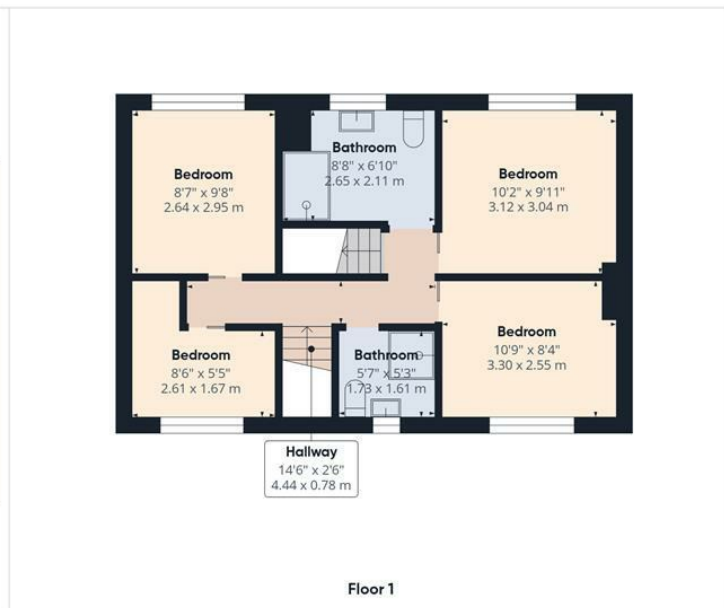 Bedroom
8'7" x 9'8"
2.64 x 2.95 m
Bathroom
8'8" x 6'10"
2.65 x 2.11 m
Bedroom
10'2" x 9'11"
3.12 x 3.04 m
Bedroom
8'6" x 5'5"
2.61 x 1.67 m
Bathroom
5'7" x 5'3"
1.73 x 1.61 m
Bedroom
10'9" x 8'4"
3.30 x 2.55 m
Hallway
14'6" x 2'6"
4.44 x 0.78 m
Floor 1